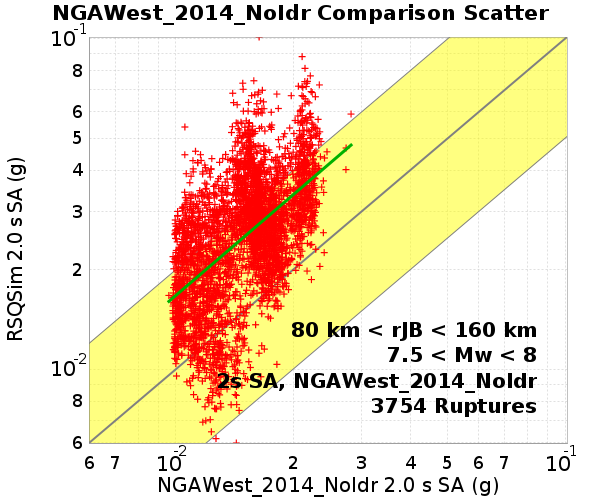 NGAWest_2014_NoIdr Comparison Scatter
10-1
8
6
5
4
3
2
10-2
8
6
RSQSim 2.0 s SA (g)
80 km < rJB < 160 km
7.5 < Mw < 8
2s SA, NGAWest_2014_NoIdr
3754 Ruptures
6 7 10-2 2 3 4 5 6 7 8 10-1
NGAWest_2014_NoIdr 2.0 s SA (g)